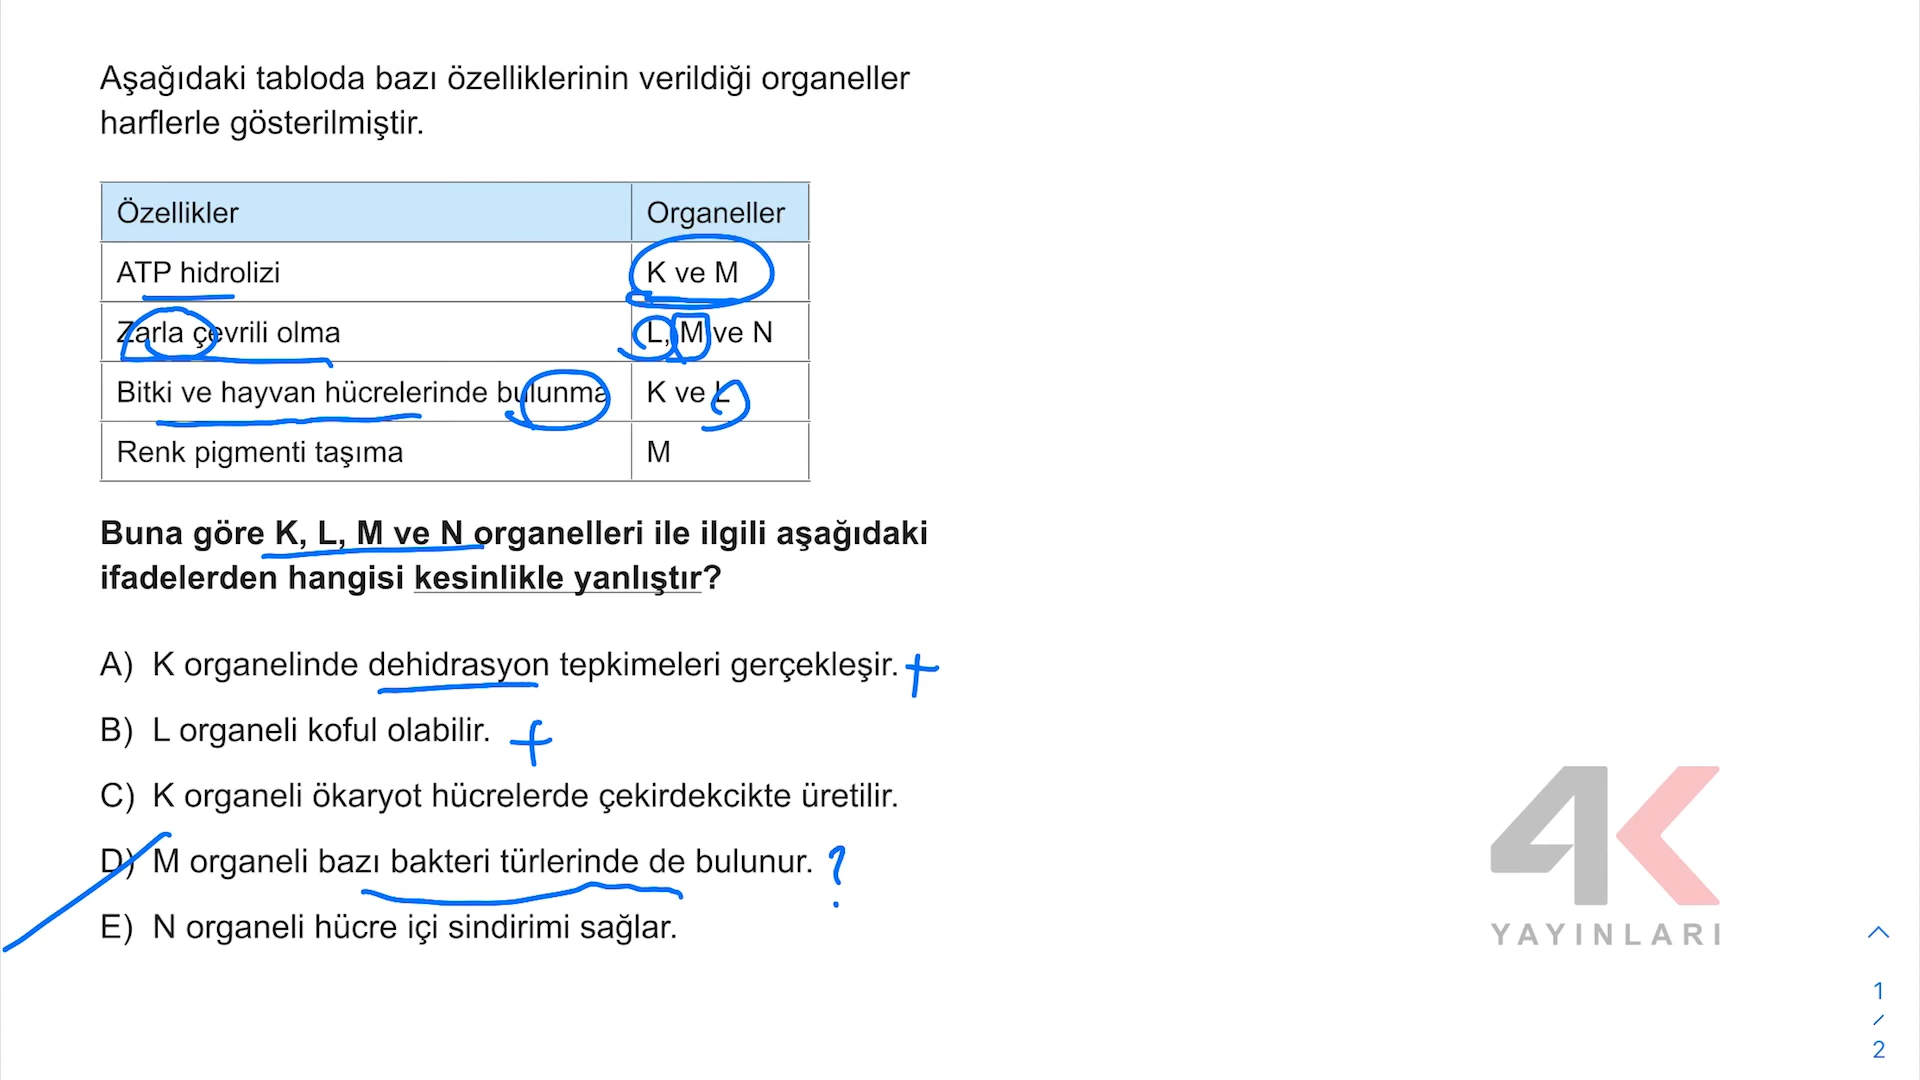 Aşağıdaki tabloda bazı özelliklerinin verildiği organeller
harflerle gösterilmiştir.
Özellikler Organeller
ATP hidrolizi K ve M
Zarla çevrili olma L, M ve N
Bitki ve hayvan hücrelerinde bulunma K ve L
Renk pigmenti taşıma M
Buna göre K, L, M ve N organelleri ile ilgili aşağıdaki
ifadelerden hangisi kesinlikle yanlıştır?
A) K organelinde dehidrasyon tepkimeleri gerçekleşir. +
B) L organeli koful olabilir. +
C) K organeli ökaryot hücrelerde çekirdekcikte üretilir.
D) M organeli bazı bakteri türlerinde de bulunur. ?
E) N organeli hücre içi sindirimi sağlar.
4K
YAYINLARI
1
/
2